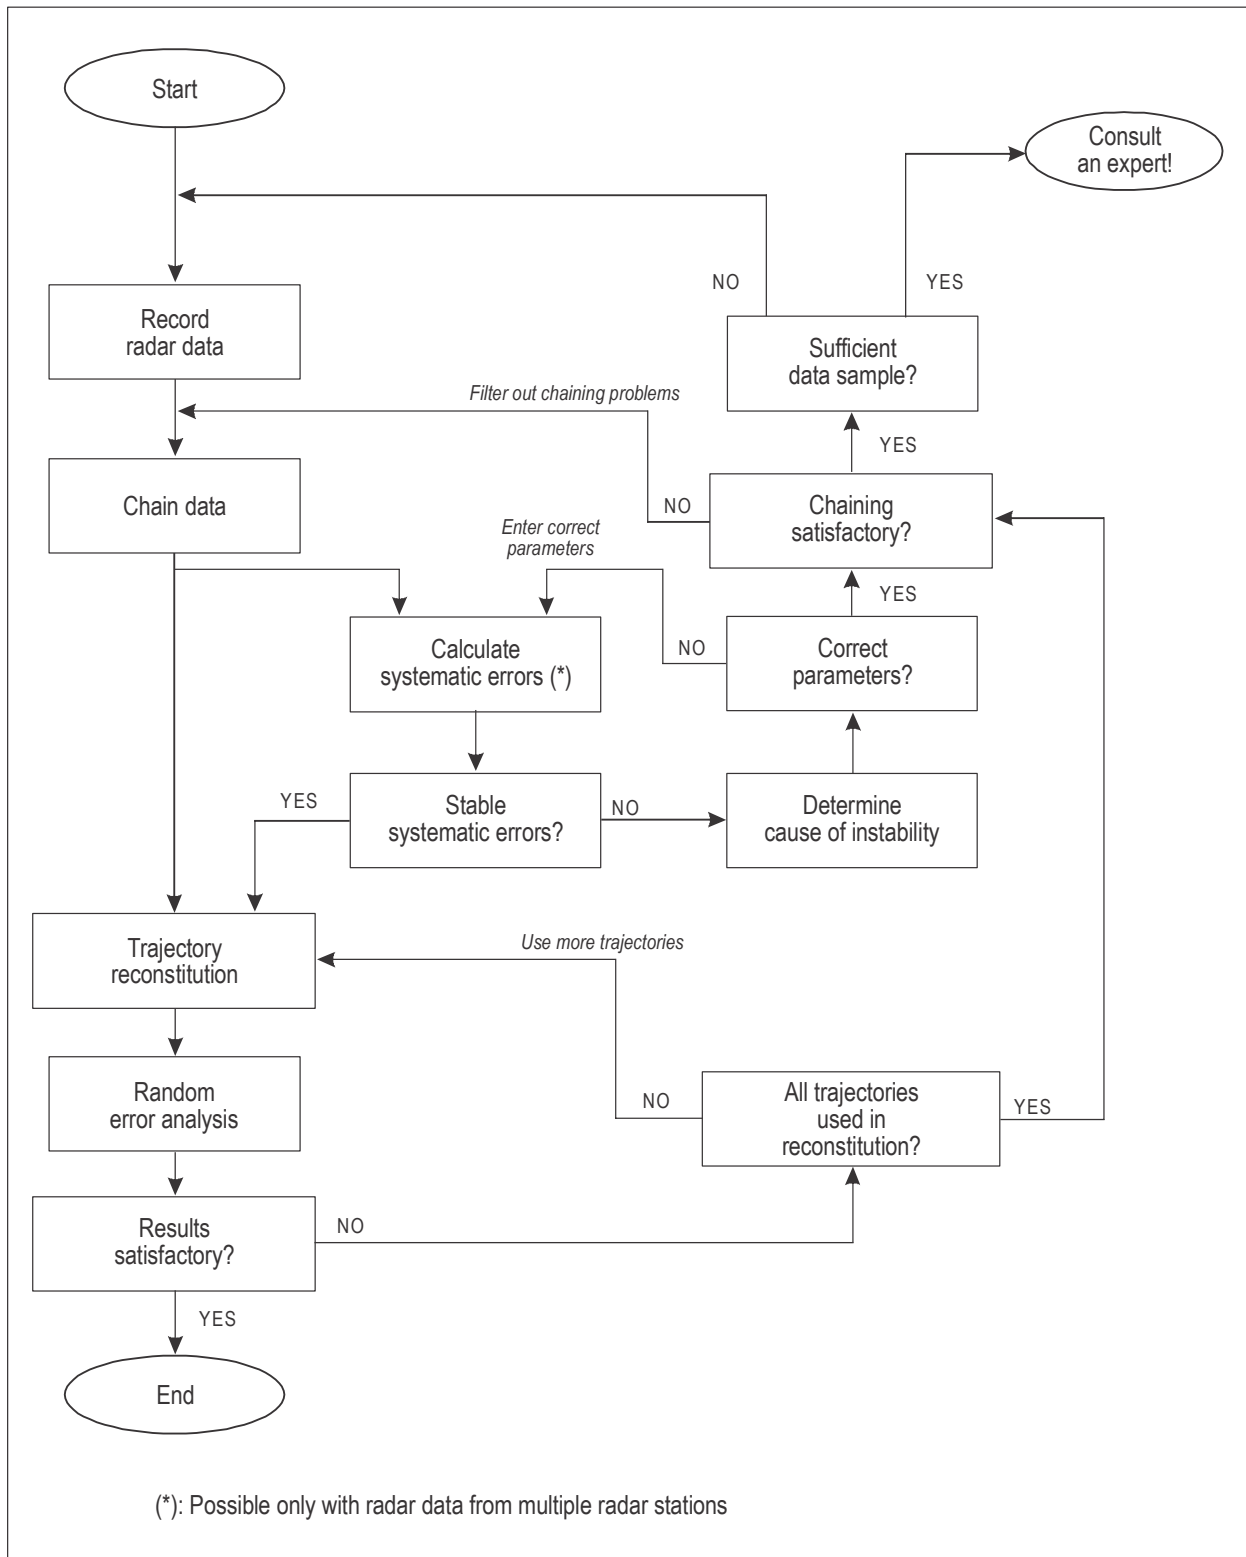 Start
Consult
an expert!
NO
YES
Record
radar data
Sufficient
data sample?
Filter out chaining problems
YES
Chain data
NO
Chaining
satisfactory?
Enter correct
parameters
YES
Calculate
systematic errors (*)
NO
Correct
parameters?
YES
Stable
systematic errors?
NO
Determine
cause of instability
Trajectory
reconstitution
Use more trajectories
Random
error analysis
NO
All trajectories
used in
reconstitution?
YES
Results
satisfactory?
NO
YES
End
(*): Possible only with radar data from multiple radar stations